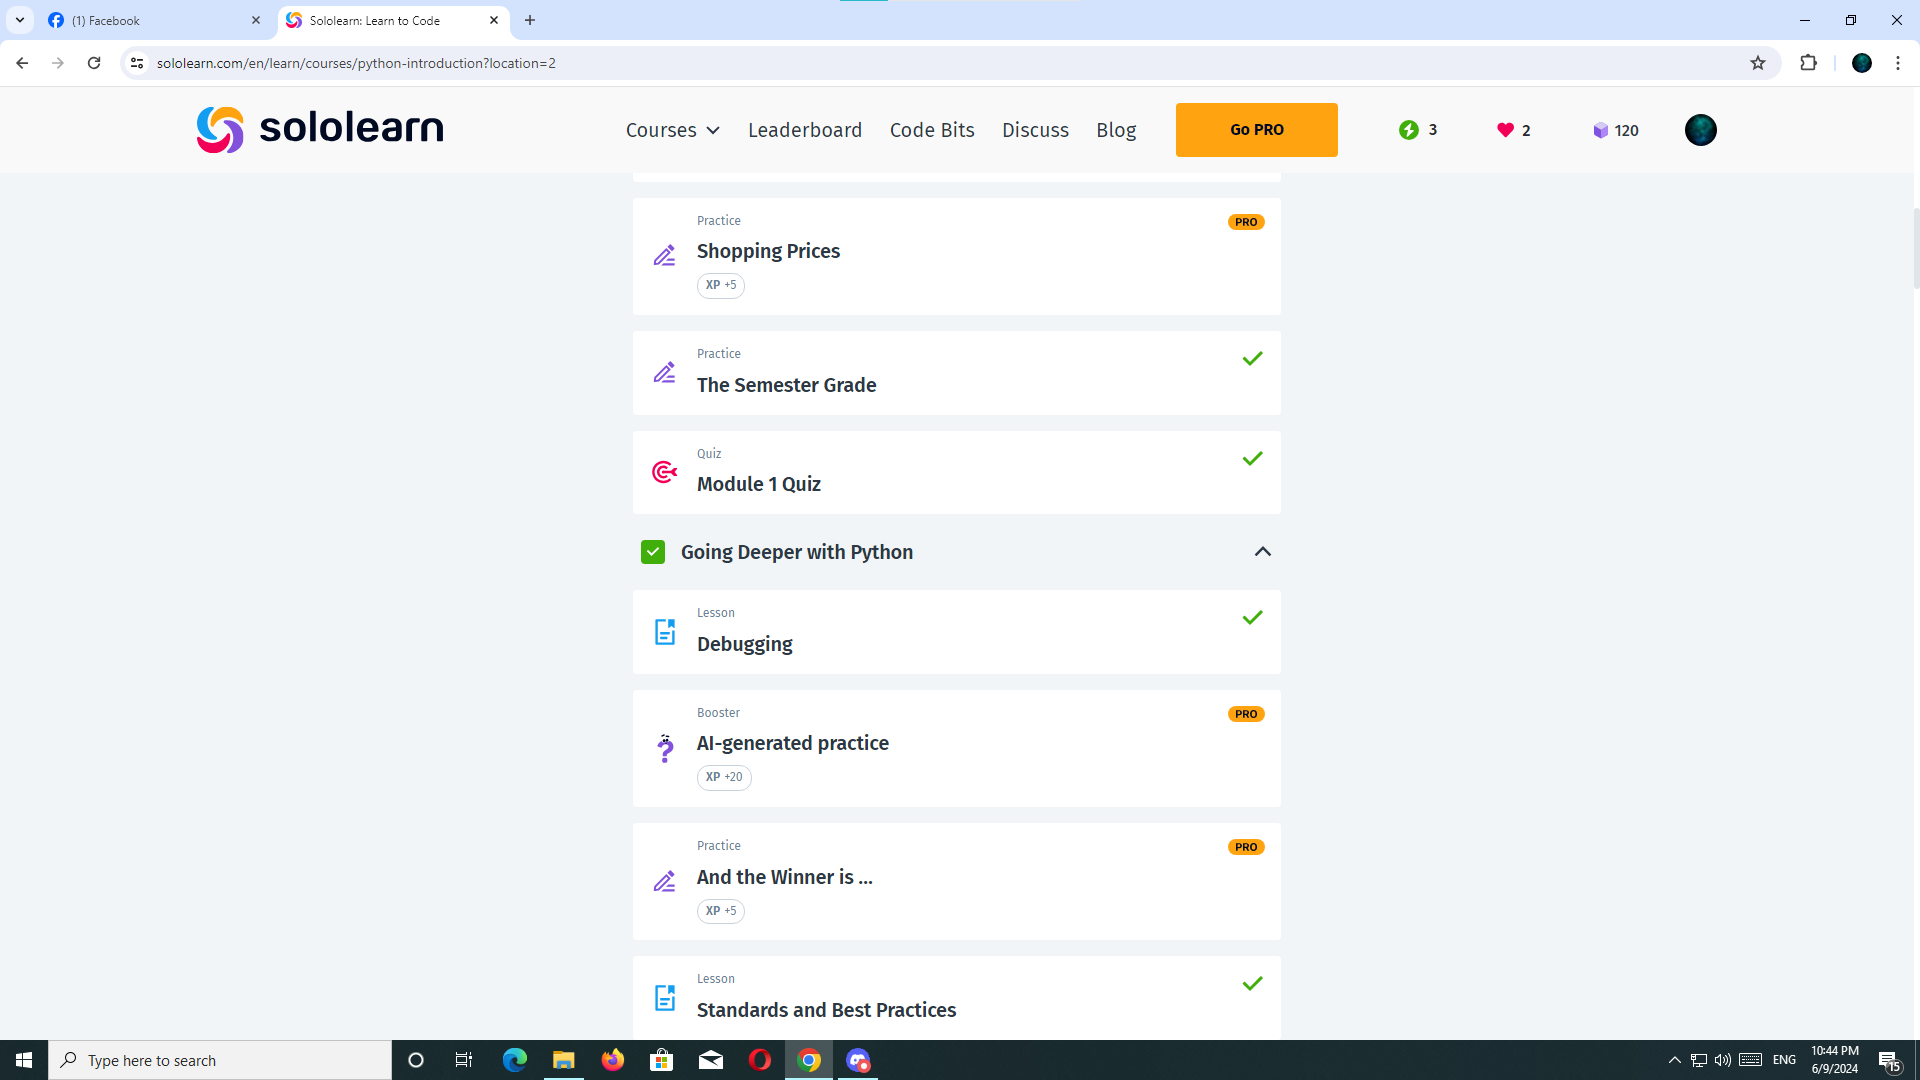 (1) Facebook
Sololearn: Learn to Code
sololearn.com/en/learn/courses/python-introduction?location=2
sololearn
Courses
Leaderboard
Code Bits
Discuss
Blog
Go PRO
3
2
120
Practice
PRO
Shopping Prices
XP +5
Practice
The Semester Grade
Quiz
Module 1 Quiz
Going Deeper with Python
Lesson
Debugging
Booster
PRO
AI-generated practice
XP +20
Practice
PRO
And the Winner is ...
XP +5
Lesson
Standards and Best Practices
Type here to search
ENG
10:44 PM
6/9/2024
15